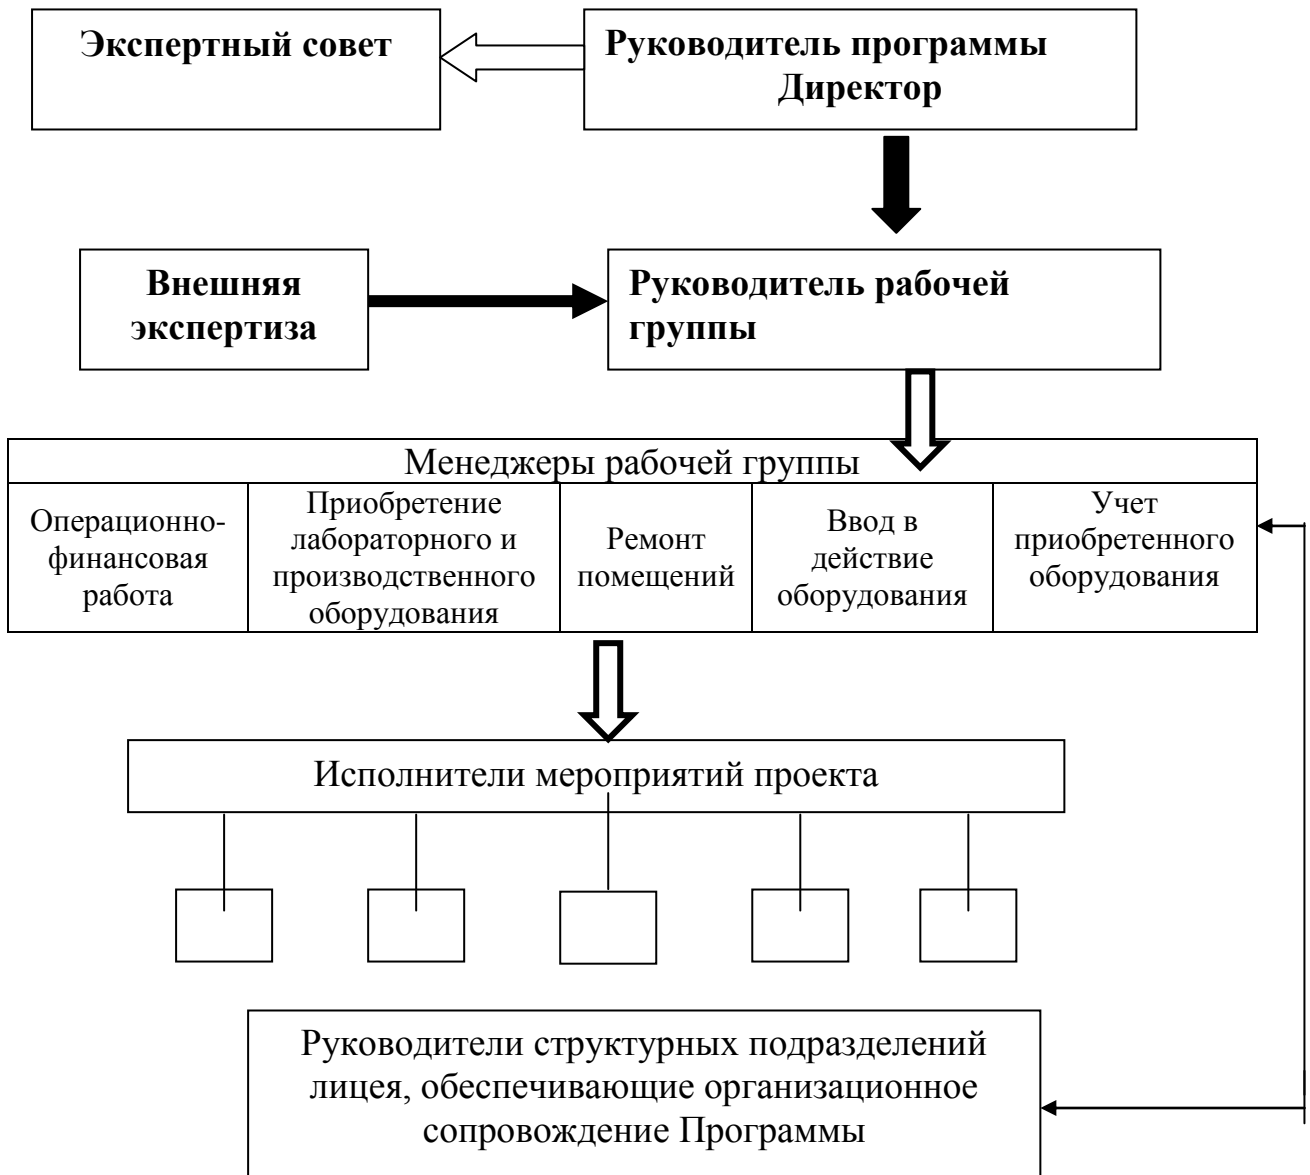 Экспертный совет
Руководитель программы
Директор
Внешняя
экспертиза
Руководитель рабочей
группы
Менеджеры рабочей группы
Операционно-
финансовая
работа
Приобретение
лабораторного и
производственного
оборудования
Ремонт
помещений
Ввод в
действие
оборудования
Учет
приобретенного
оборудования
Исполнители мероприятий проекта
Руководители структурных подразделений
лицея, обеспечивающие организационное
сопровождение Программы